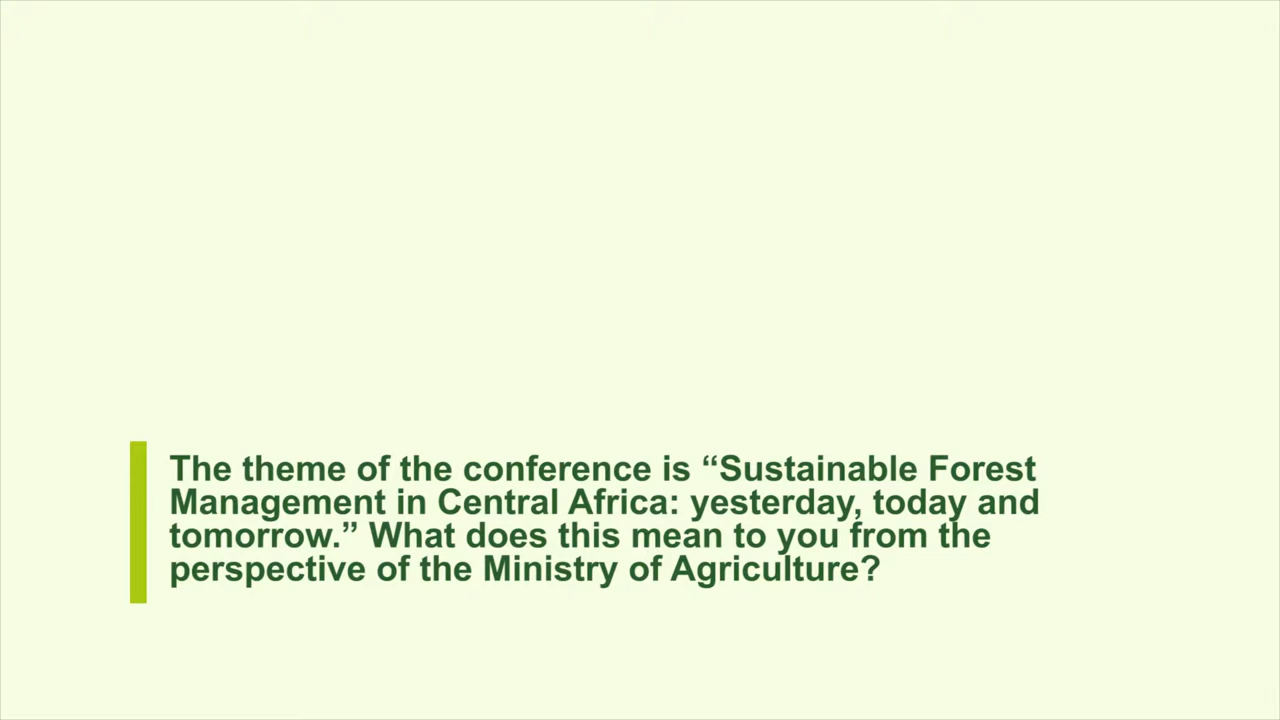 The theme of the conference is “Sustainable Forest
Management in Central Africa: yesterday, today and
tomorrow.” What does this mean to you from the
perspective of the Ministry of Agriculture?